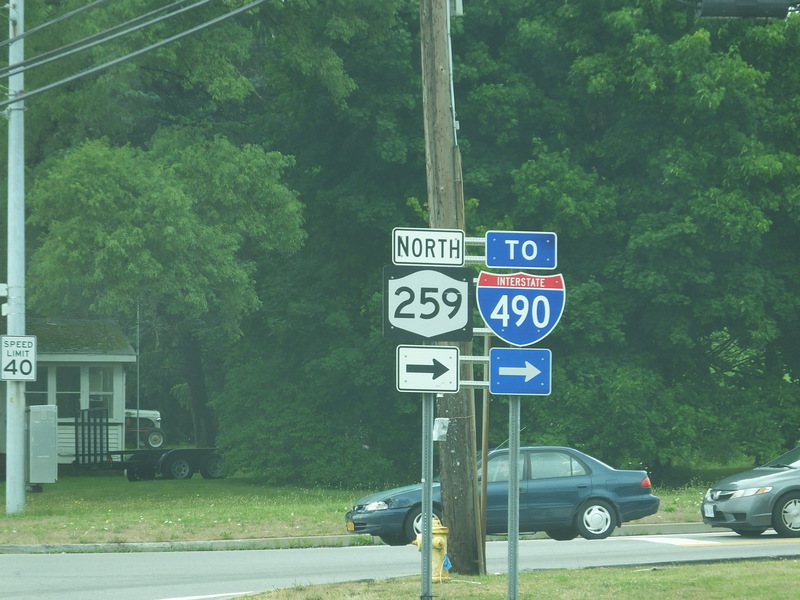 NORTH
TO
259
INTERSTATE
490
SPEED
LIMIT
40